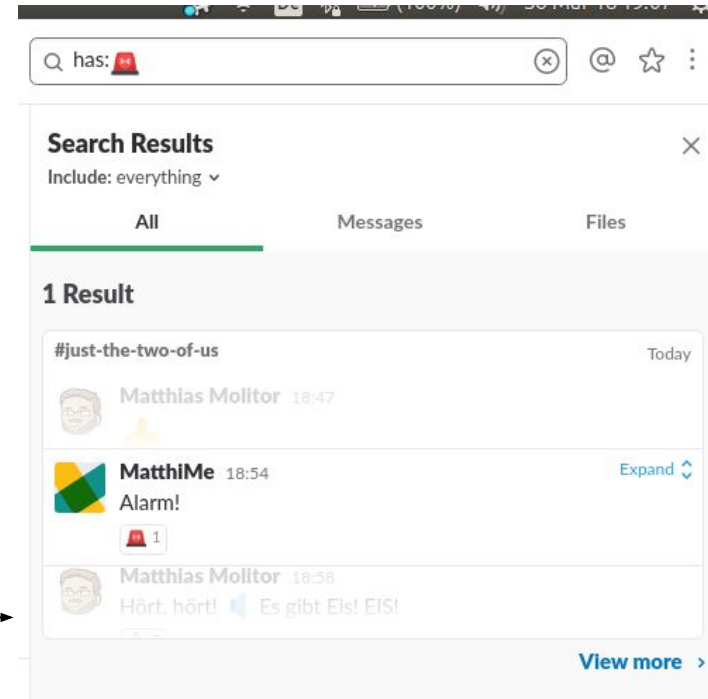 has:🚨
Search Results
Include: everything
All Messages Files
1 Result
#just-the-two-of-us Today
Matthias Molitor 18:47
MatthiMe 18:54 Expand
Alarm!
🚨 1
Matthias Molitor 18:58
Hört, hört! 🔈 Es gibt Eis! EIS!
View more